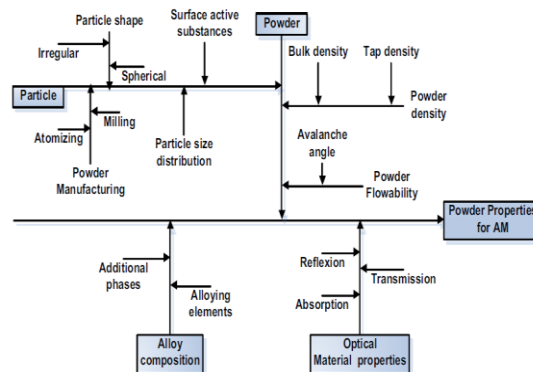 Particle shape
Surface active
substances
Powder
Irregular
Spherical
Bulk density
Tap density
Particle
Powder
density
Milling
Atomizing
Particle size
distribution
Avalanche
angle
Powder
Manufacturing
Powder
Flowability
Powder Properties
for AM
Additional
phases
Reflexion
Transmission
Alloying
elements
Absorption
Alloy
composition
Optical
Material properties